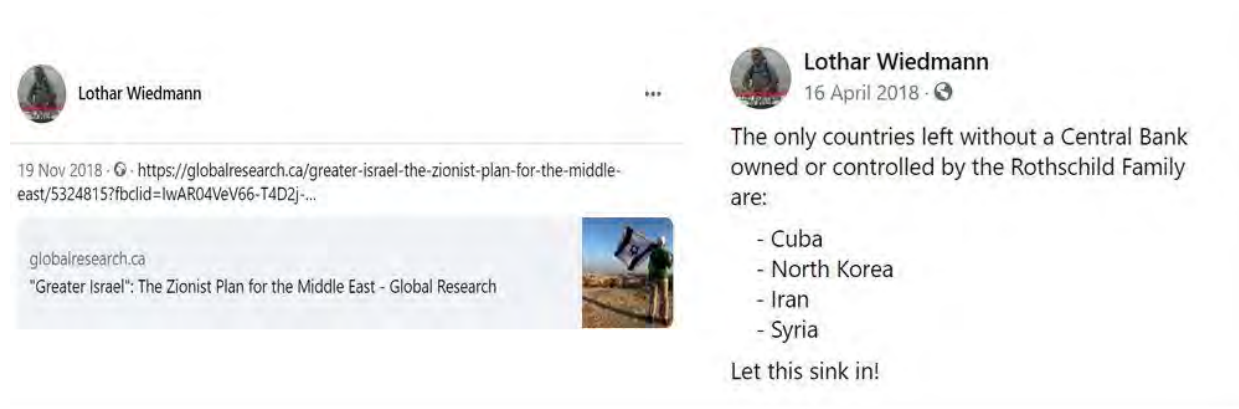 Lothar Wiedmann
...
19 Nov 2018 · · https://globalresearch.ca/greater-israel-the-zionist-plan-for-the-middle-
east/5324815?fbclid=IwAR04VeV66-T4D2j-...
globalresearch.ca
"Greater Israel": The Zionist Plan for the Middle East - Global Research
Lothar Wiedmann
16 April 2018 ·
The only countries left without a Central Bank
owned or controlled by the Rothschild Family
are:
- Cuba
- North Korea
- Iran
- Syria
Let this sink in!